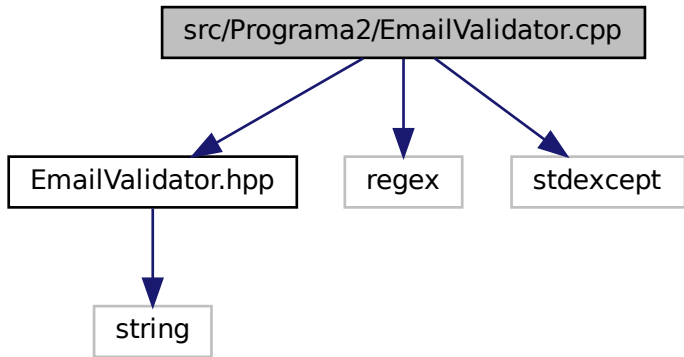 src/Programa2/EmailValidator.cpp
EmailValidator.hpp
regex
stdexcept
string